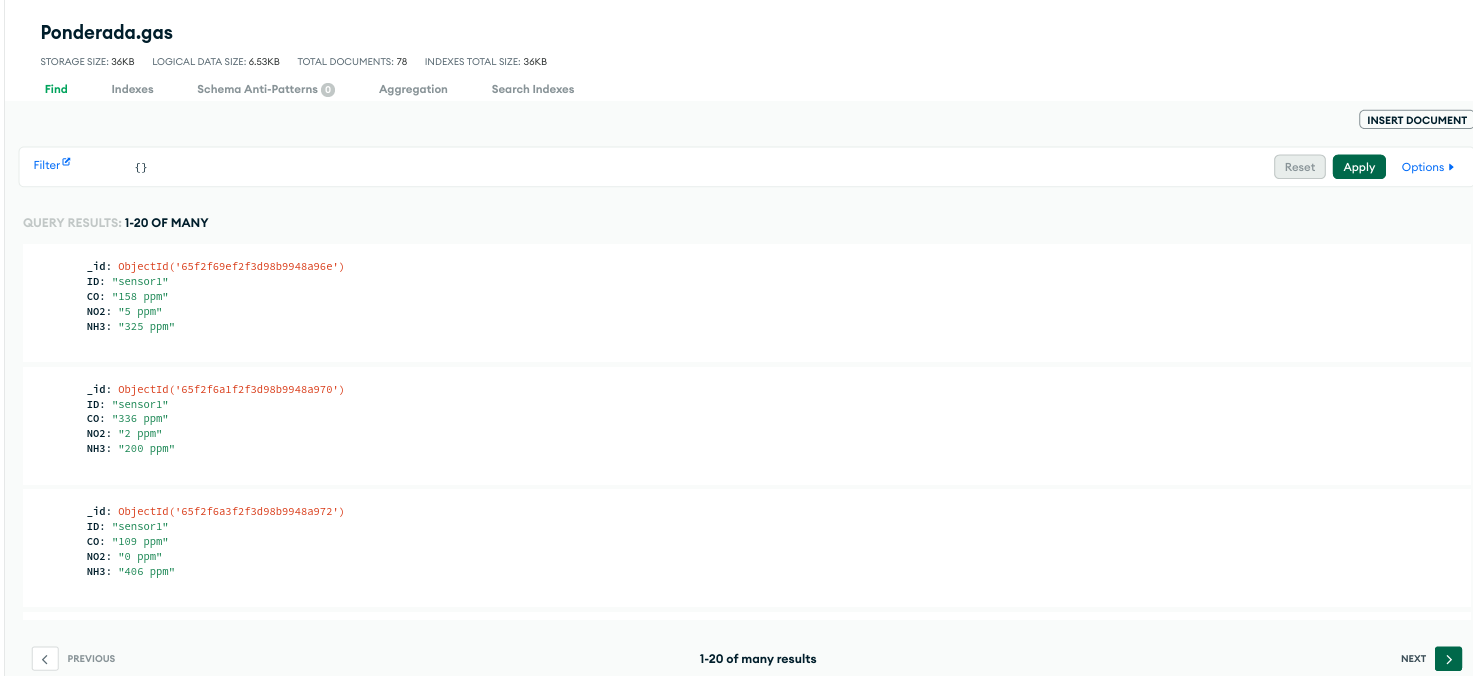 Ponderada.gas
STORAGE SIZE: 36KB LOGICAL DATA SIZE: 6.53KB TOTAL DOCUMENTS: 78 INDEXES TOTAL SIZE: 36KB
Find Indexes Schema Anti-Patterns 0 Aggregation Search Indexes
INSERT DOCUMENT
Filter {} Reset Apply Options
QUERY RESULTS: 1-20 OF MANY
_id: ObjectId('65f2f69ef2f3d98b9948a96e')
ID: "sensor1"
CO: "158 ppm"
NO2: "5 ppm"
NH3: "325 ppm"
_id: ObjectId('65f2f6a1f2f3d98b9948a970')
ID: "sensor1"
CO: "336 ppm"
NO2: "2 ppm"
NH3: "200 ppm"
_id: ObjectId('65f2f6a3f2f3d98b9948a972')
ID: "sensor1"
CO: "109 ppm"
NO2: "0 ppm"
NH3: "406 ppm"
PREVIOUS 1-20 of many results NEXT